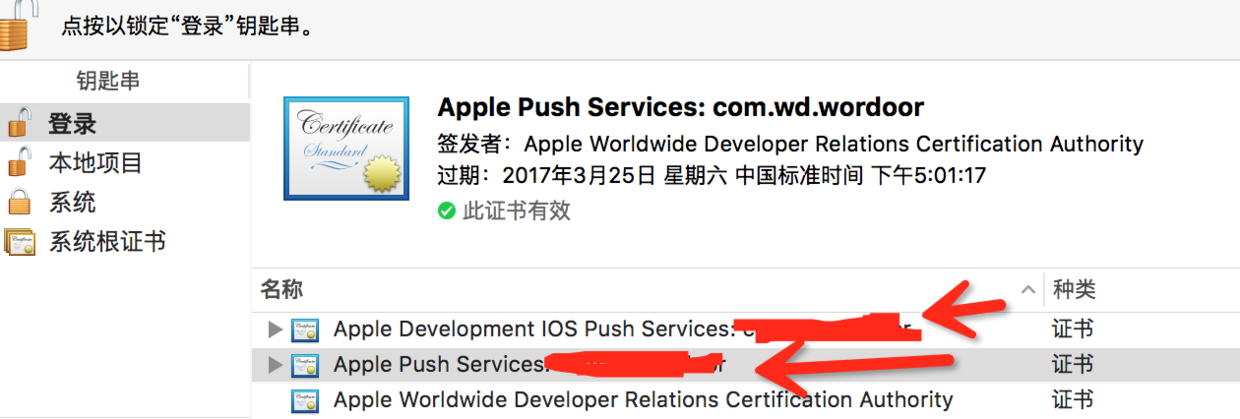 点按以锁定“登录”钥匙串。
钥匙串
登录
本地项目
系统
系统根证书
Certificate
Standard
Apple Push Services: com.wd.wordoor
签发者：Apple Worldwide Developer Relations Certification Authority
过期：2017年3月25日 星期六 中国标准时间 下午5:01:17
此证书有效
名称 种类
Apple Development IOS Push Services: 证书
Apple Push Services: 证书
Apple Worldwide Developer Relations Certification Authority 证书